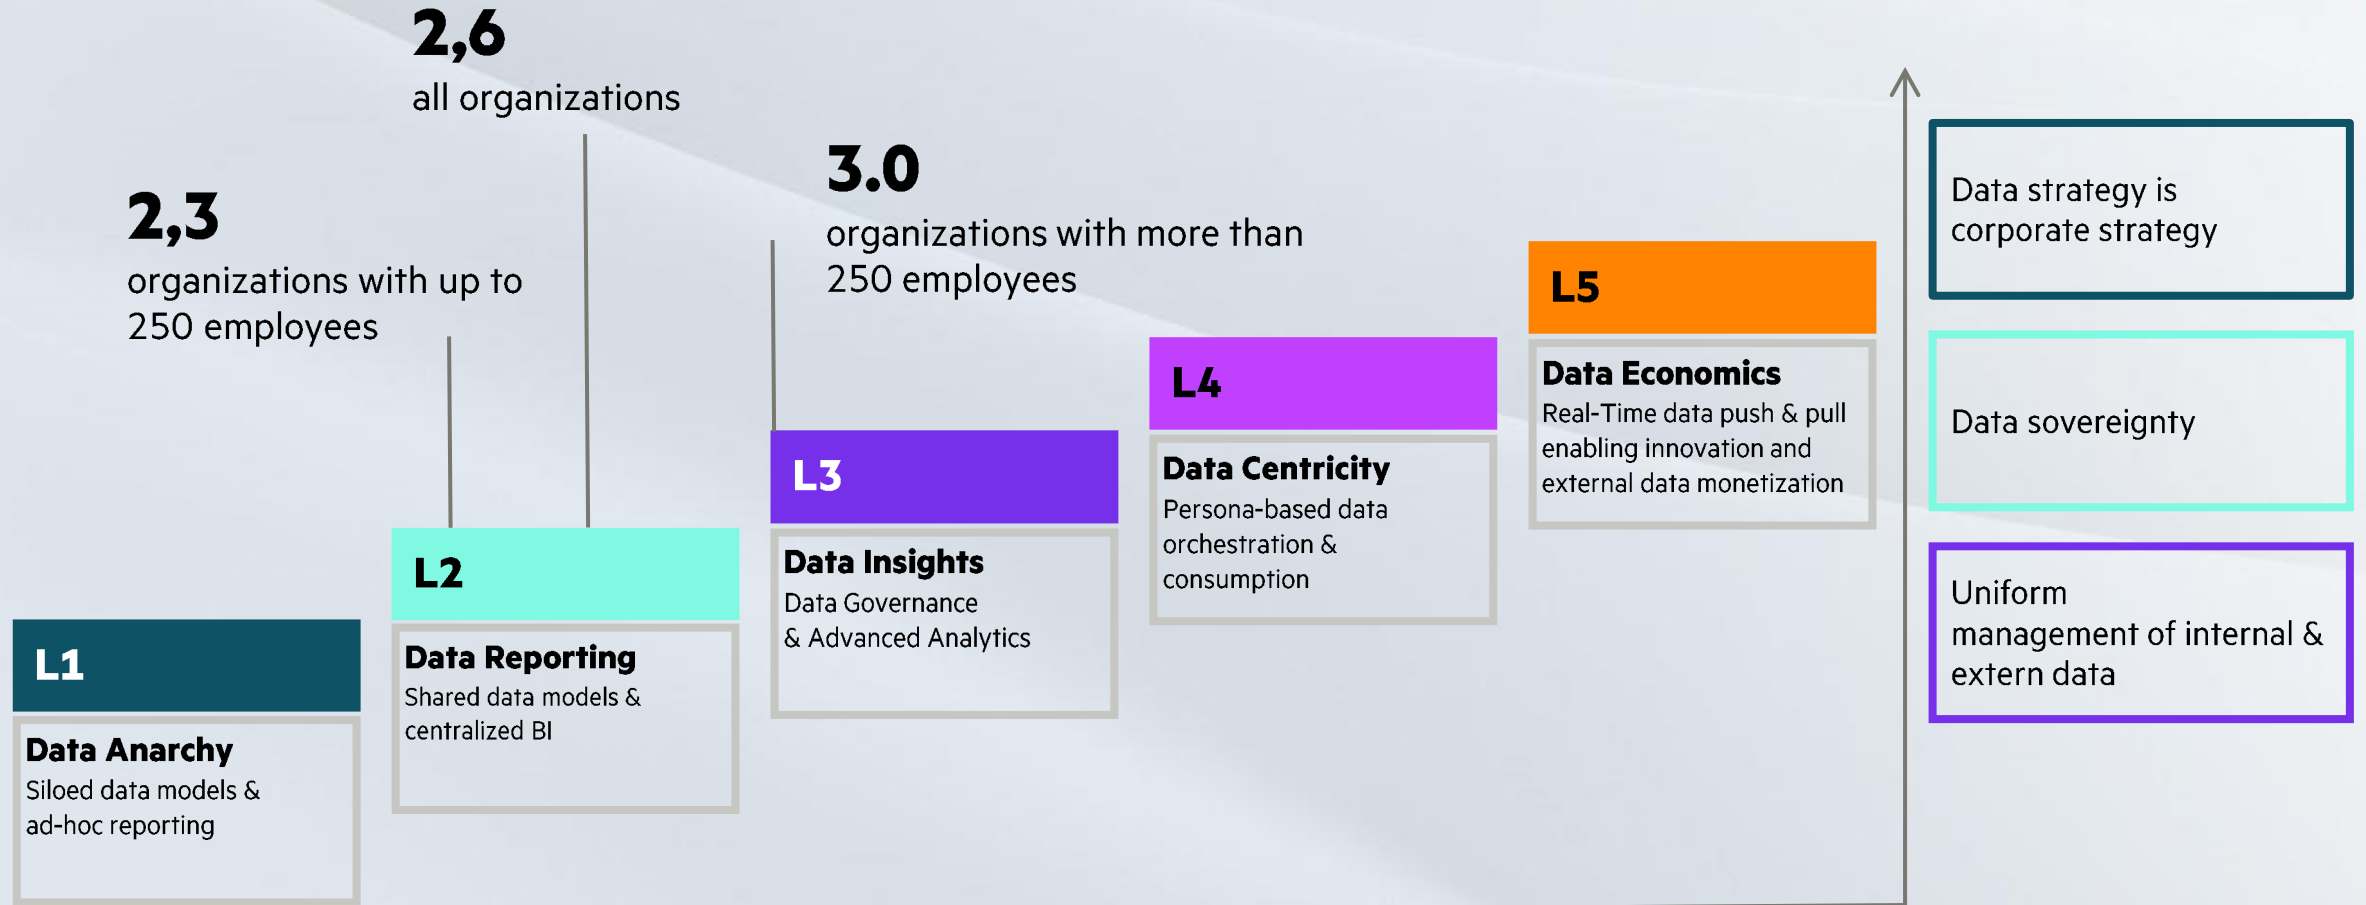 2,6
all organizations
2,3
organizations with up to
250 employees
3.0
organizations with more than
250 employees
L1
Data Anarchy
Siloed data models &
ad-hoc reporting
L2
Data Reporting
Shared data models &
centralized BI
L3
Data Insights
Data Governance
& Advanced Analytics
L4
Data Centricity
Persona-based data
orchestration &
consumption
L5
Data Economics
Real-Time data push & pull
enabling innovation and
external data monetization
Data strategy is
corporate strategy
Data sovereignty
Uniform
management of internal &
extern data